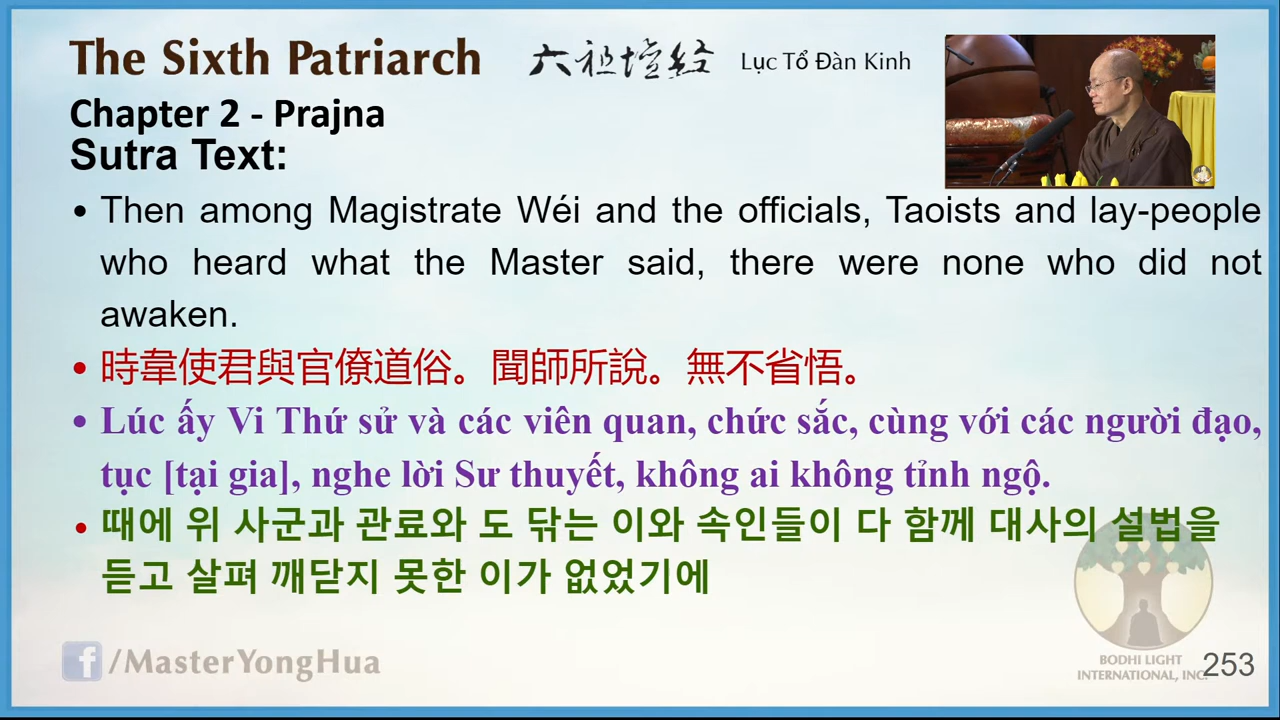 The Sixth Patriarch 六祖壇經 Lục Tổ Đàn Kinh
Chapter 2 - Prajna
Sutra Text:
• Then among Magistrate Wéi and the officials, Taoists and lay-people
who heard what the Master said, there were none who did not
awaken.
• 時韋使君與官僚道俗。聞師所說。無不省悟。
• Lúc ấy Vi Thứ sử và các viên quan, chức sắc, cùng với các người đạo,
tục [tại gia], nghe lời Sư thuyết, không ai không tỉnh ngộ.
• 때에 위 사군과 관료와 도 닦는 이와 속인들이 다 함께 대사의 설법을
듣고 살펴 깨닫지 못한 이가 없었기에
f /MasterYongHua
BODHI LIGHT
INTERNATIONAL, INC.
253